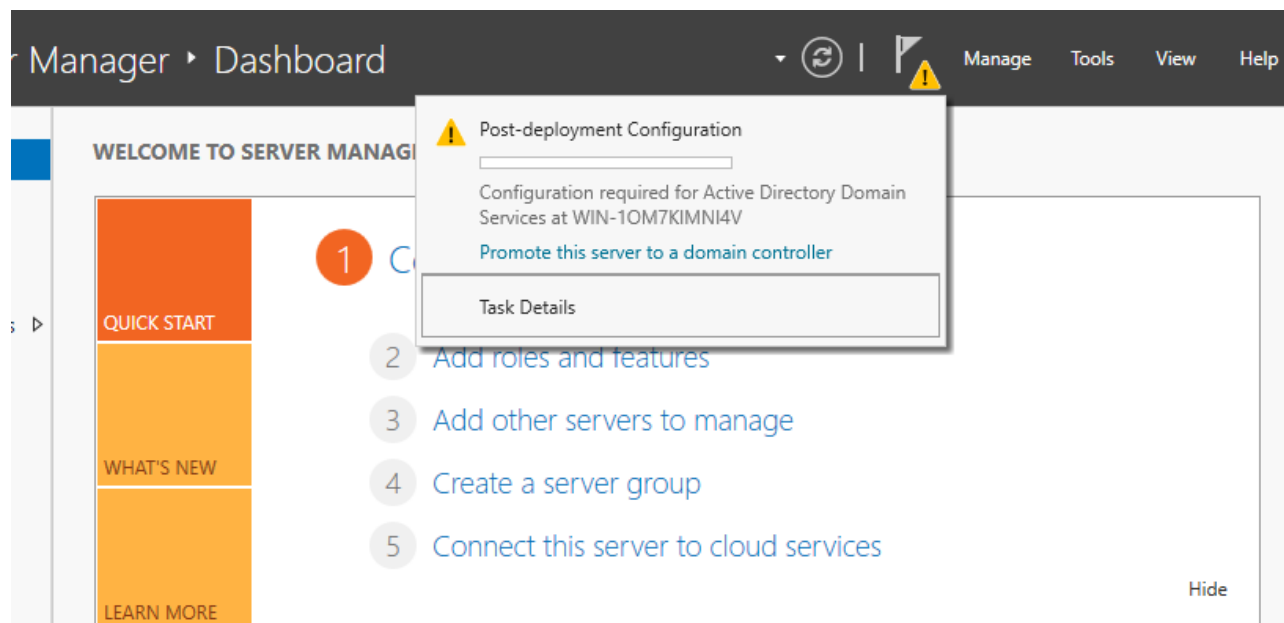 r Manager ‣ Dashboard
Manage Tools View Help
Post-deployment Configuration
Configuration required for Active Directory Domain
Services at WIN-1OM7KIMNI4V
Promote this server to a domain controller
Task Details
WELCOME TO SERVER MANAG
QUICK START
WHAT'S NEW
LEARN MORE
1 Co
2 Add roles and features
3 Add other servers to manage
4 Create a server group
5 Connect this server to cloud services
Hide